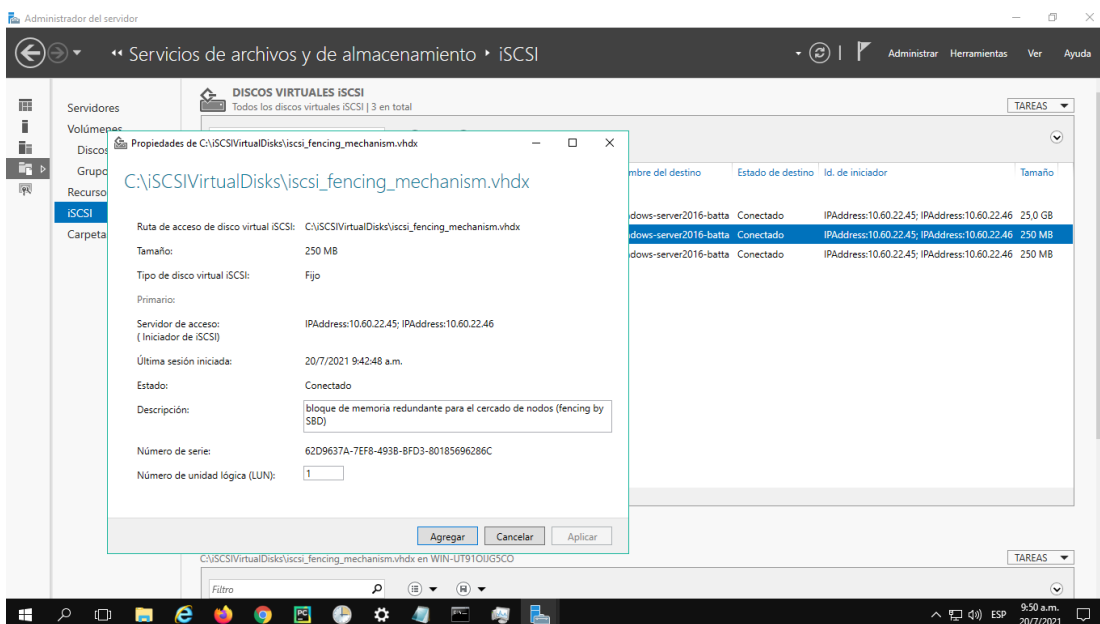 Administrador del servidor
Servicios de archivos y de almacenamiento iSCSI
Administrar Herramientas Ver Ayuda
Servidores
Volúmenes
Discos
Grupo
Recurso
iSCSI
Carpeta
DISCOS VIRTUALES iSCSI
Todos los discos virtuales iSCSI | 3 en total
TAREAS
mbre del destino Estado de destino Id. de iniciador Tamaño
dows-server2016-batta Conectado IPAddress:10.60.22.45; IPAddress:10.60.22.46 25,0 GB
dows-server2016-batta Conectado IPAddress:10.60.22.45; IPAddress:10.60.22.46 250 MB
dows-server2016-batta Conectado IPAddress:10.60.22.45; IPAddress:10.60.22.46 250 MB
Propiedades de C:\iSCSIVirtualDisks\iscsi_fencing_mechanism.vhdx
C:\iSCSIVirtualDisks\iscsi_fencing_mechanism.vhdx
Ruta de acceso de disco virtual iSCSI: C:\iSCSIVirtualDisks\iscsi_fencing_mechanism.vhdx
Tamaño: 250 MB
Tipo de disco virtual iSCSI: Fijo
Primario:
Servidor de acceso: IPAddress:10.60.22.45; IPAddress:10.60.22.46
( Iniciador de iSCSI)
Última sesión iniciada: 20/7/2021 9:42:48 a.m.
Estado: Conectado
Descripción: bloque de memoria redundante para el cercado de nodos (fencing by
SBD)
Número de serie: 62D9637A-7EF8-493B-BFD3-80185696286C
Número de unidad lógica (LUN): 1
Agregar Cancelar Aplicar
C:\iSCSIVirtualDisks\iscsi_fencing_mechanism.vhdx en WIN-UT91OIJG5CO
TAREAS
Filtro
ESP
9:50 a.m.
20/7/2021